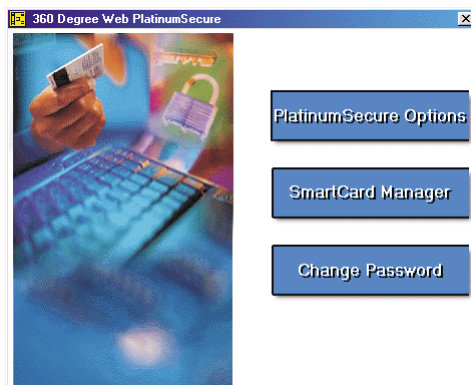 360 Degree Web PlatinumSecure
PlatinumSecure Options
SmartCard Manager
Change Password